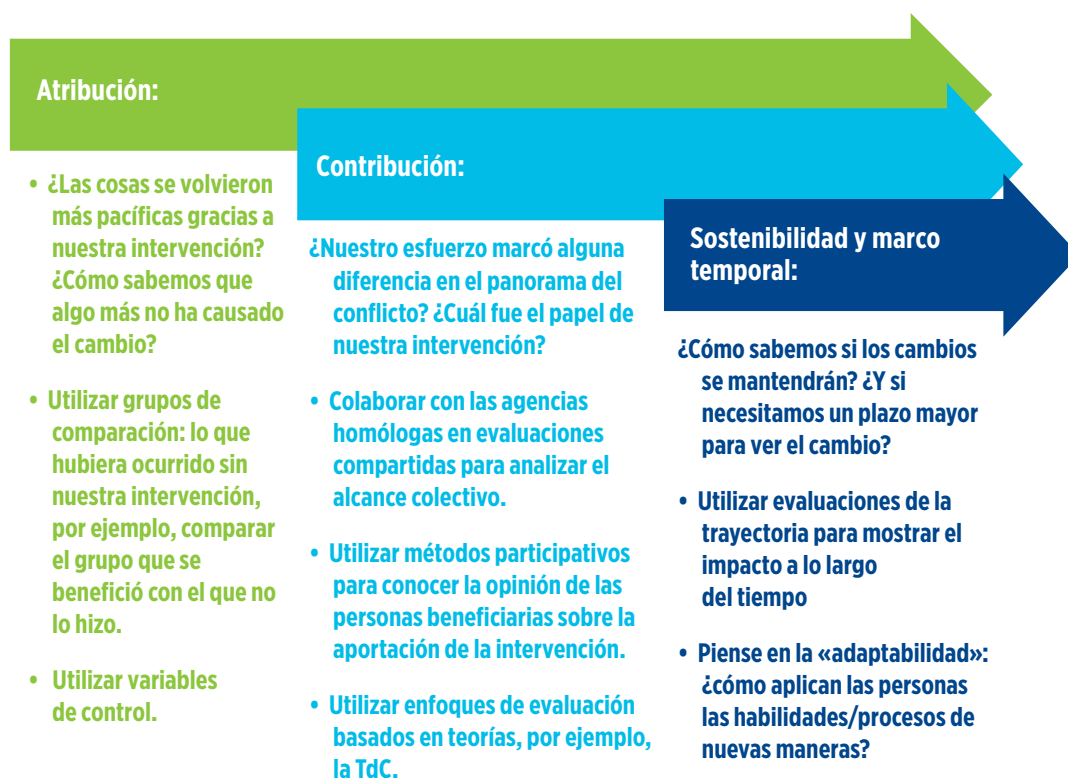 Atribución:
• ¿Las cosas se volvieron
más pacíficas gracias a
nuestra intervención?
¿Cómo sabemos que
algo más no ha causado
el cambio?
• Utilizar grupos de
comparación: lo que
hubiera ocurrido sin
nuestra intervención,
por ejemplo, comparar
el grupo que se
benefició con el que no
lo hizo.
• Utilizar variables
de control.
Contribución:
¿Nuestro esfuerzo marcó alguna
diferencia en el panorama del
conflicto? ¿Cuál fue el papel de
nuestra intervención?
• Colaborar con las agencias
homólogas en evaluaciones
compartidas para analizar el
alcance colectivo.
• Utilizar métodos participativos
para conocer la opinión de las
personas beneficiarias sobre la
aportación de la intervención.
• Utilizar enfoques de evaluación
basados en teorías, por ejemplo,
la TdC.
Sostenibilidad y marco
temporal:
¿Cómo sabemos si los cambios
se mantendrán? ¿Y si
necesitamos un plazo mayor
para ver el cambio?
• Utilizar evaluaciones de la
trayectoria para mostrar el
impacto a lo largo
del tiempo
• Piense en la «adaptabilidad»:
¿cómo aplican las personas
las habilidades/procesos de
nuevas maneras?